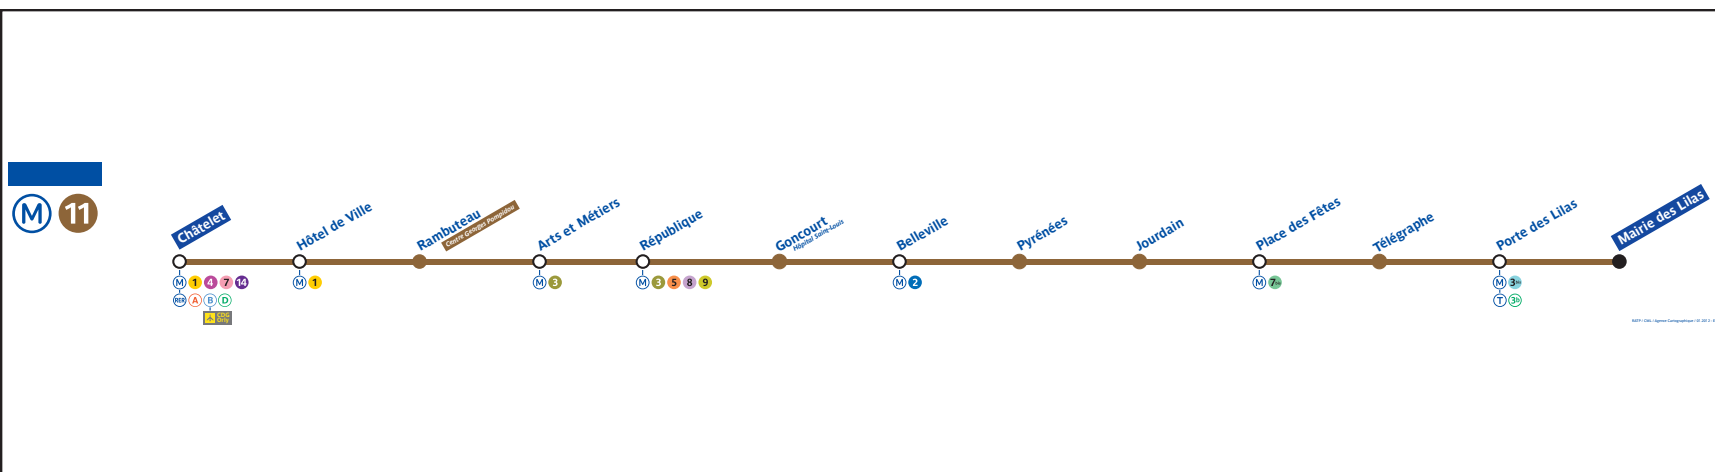 M 11
Châtelet
Hôtel de Ville
Rambuteau
Centre Georges Pompidou
Arts et Métiers
République
Goncourt
Hôpital Saint-Louis
Belleville
Pyrénées
Jourdain
Place des Fêtes
Télégraphe
Porte des Lilas
Mairie des Lilas
M 1 4 7 14
RER A B D
CDG
Orly
M 1
M 3
M 3 5 8 9
M 2
M 7bis
M 3bis
T 3b